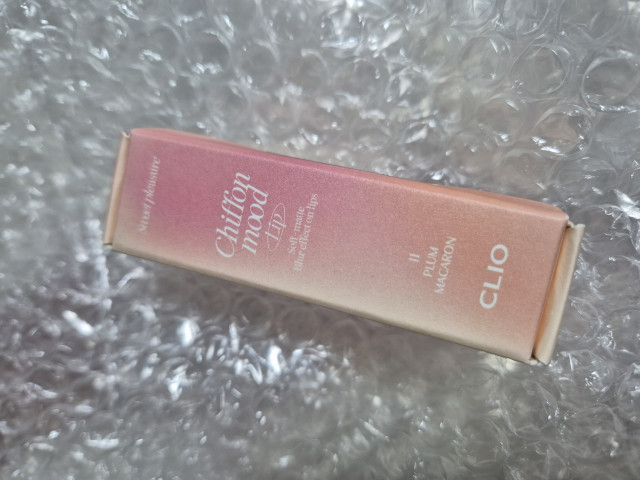 Sheer pleasure
Chiffon
mood
Lip
Soft-matte
Blur effect on lips
11
PLUM
MACARON
CLIO